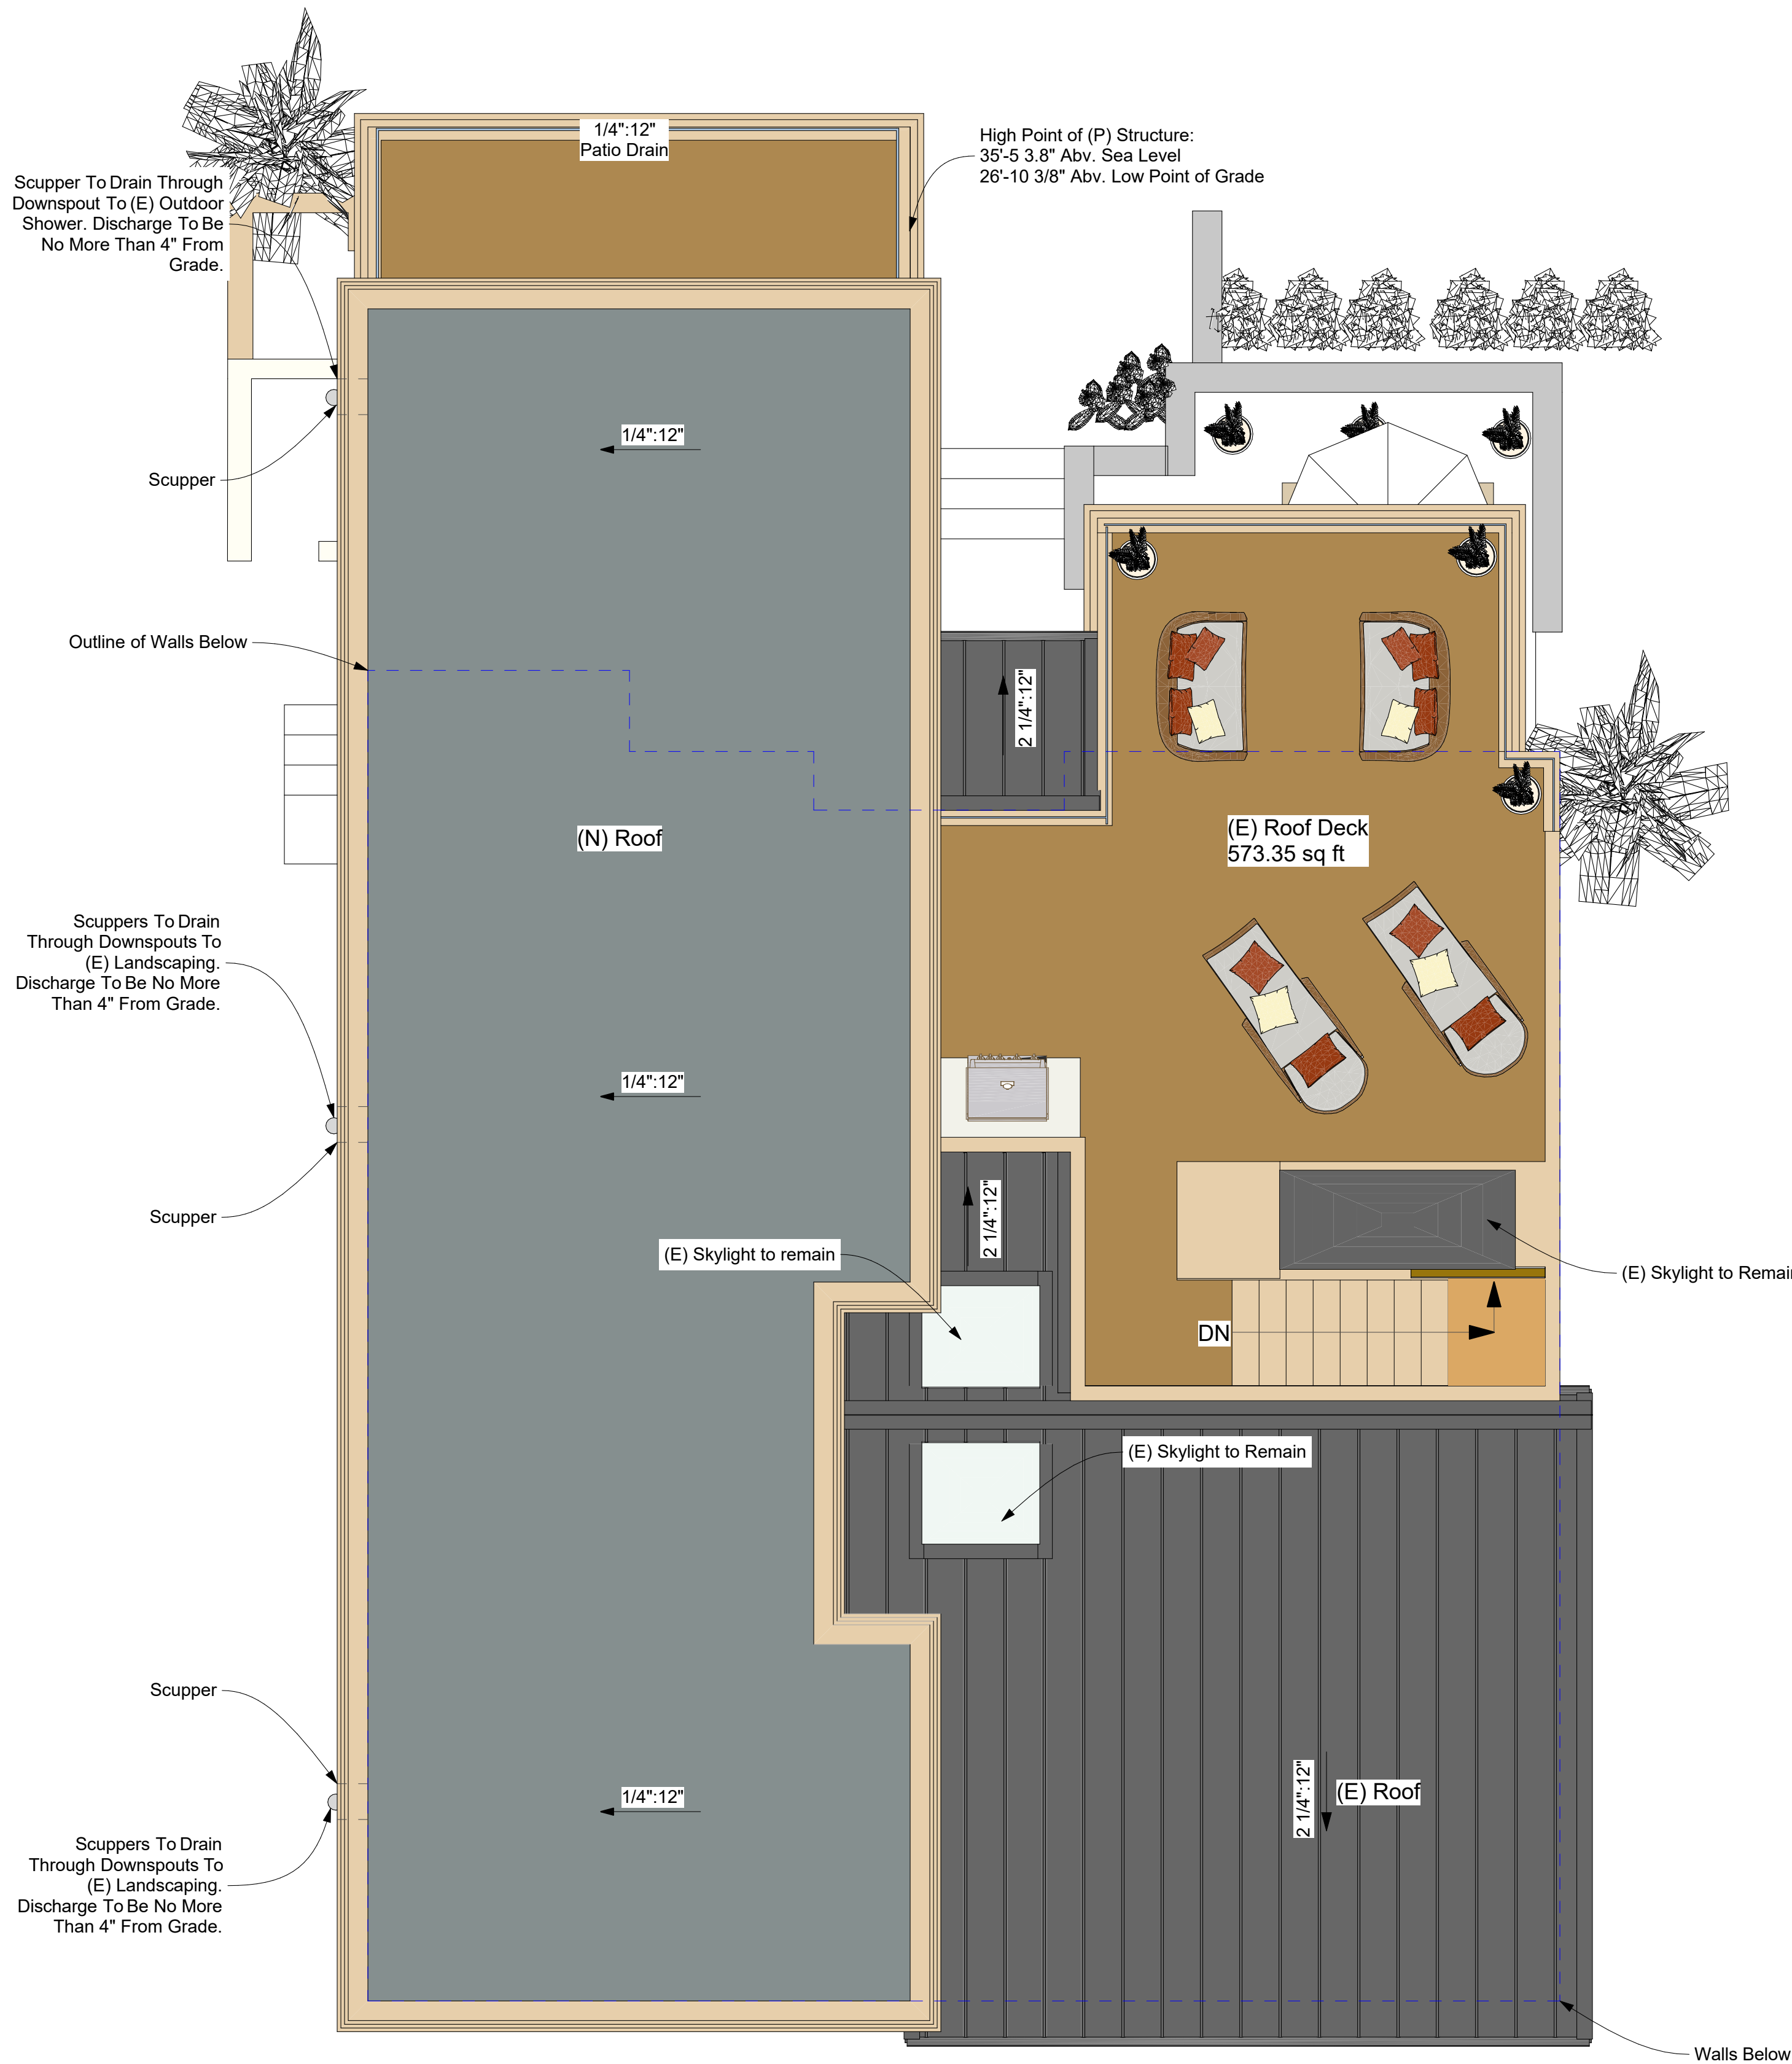 1/4":12"
Patio Drain
High Point of (P) Structure:
35'-5 3.8" Abv. Sea Level
26'-10 3/8" Abv. Low Point of Grade
Scupper To Drain Through
Downspout To (E) Outdoor
Shower. Discharge To Be
No More Than 4" From
Grade.
1/4":12"
Scupper
Outline of Walls Below
2 1/4":12"
(N) Roof
(E) Roof Deck
573.35 sq ft
Scuppers To Drain
Through Downspouts To
(E) Landscaping.
Discharge To Be No More
Than 4" From Grade.
1/4":12"
Scupper
2 1/4":12"
(E) Skylight to remain
(E) Skylight to Remai
DN
(E) Skylight to Remain
Scupper
1/4":12"
2 1/4":12"
(E) Roof
Scuppers To Drain
Through Downspouts To
(E) Landscaping.
Discharge To Be No More
Than 4" From Grade.
Walls Below